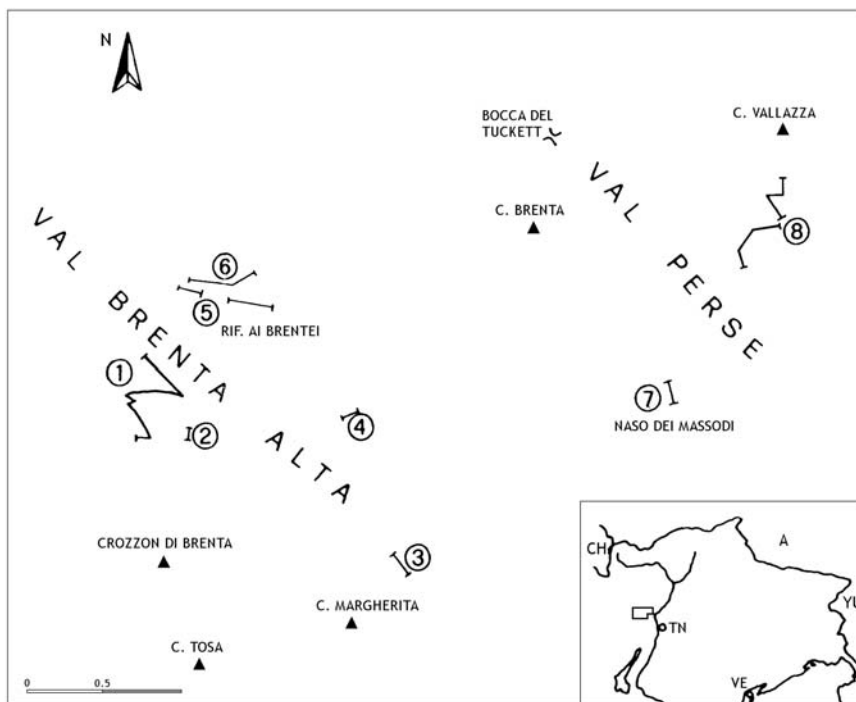 N
BOCCA DEL
TUCKETT
C. VALLAZZA
C. BRENTA
VAL PERSE
8
VAL BRENTA ALTA
6
5
RIF. AI BRENTEI
1
2
4
7
NASO DEI MASSODI
3
CROZZON DI BRENTA
C. MARGHERITA
C. TOSA
0 0.5
CH
A
YU
TN
VE